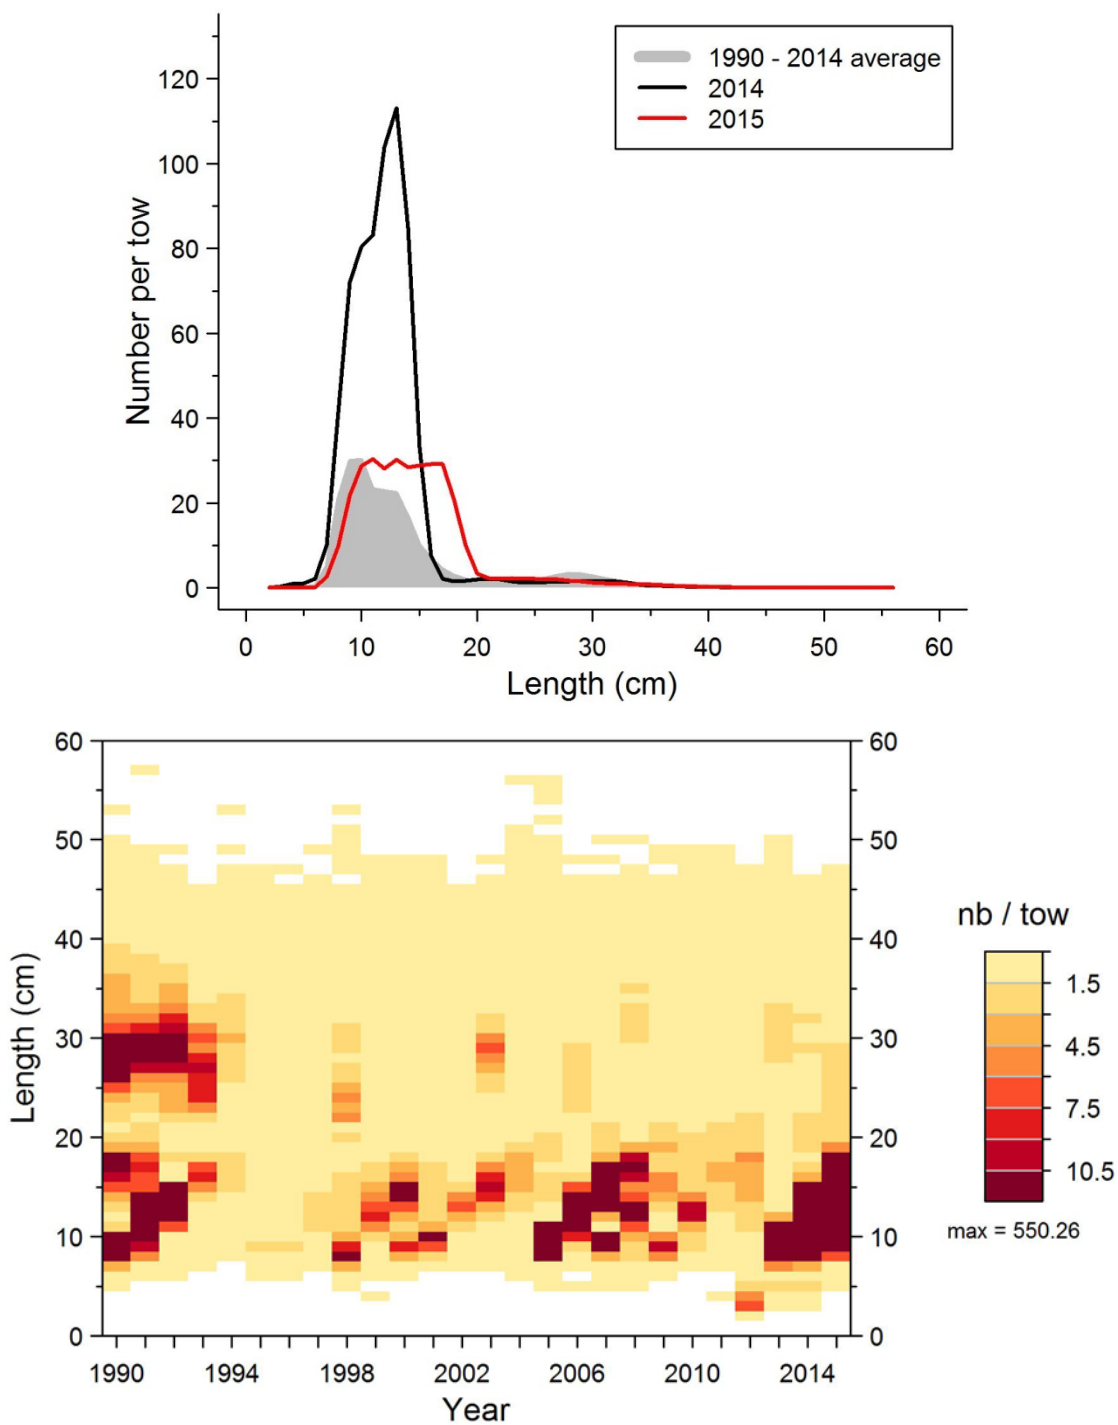 1990 - 2014 average
2014
2015
120
100
80
60
40
20
0
Number per tow
0 10 20 30 40 50 60
Length (cm)
60 60
50 50
40 40
30 30
20 20
10 10
0 0
Length (cm)
1990 1994 1998 2002 2006 2010 2014
Year
nb / tow
1.5
4.5
7.5
10.5
max = 550.26